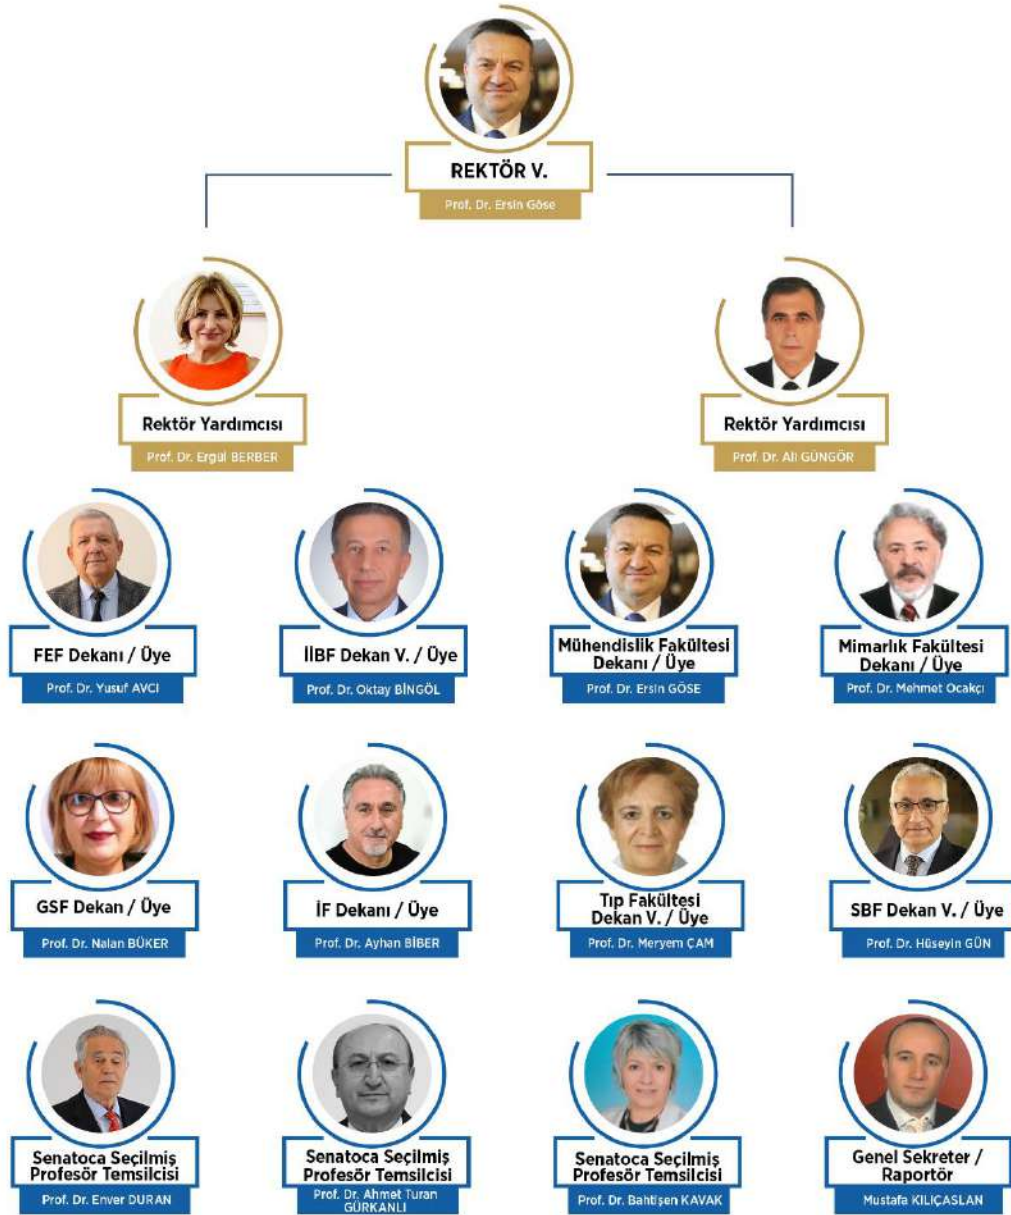 REKTÖR V.
Prof. Dr. Ersin Göse
Rektör Yardımcısı
Prof. Dr. Ergül BERBER
Rektör Yardımcısı
Prof. Dr. Ali GÜNGÖR
FEF Dekanı / Üye
Prof. Dr. Yusuf AVCI
İİBF Dekan V. / Üye
Prof. Dr. Oktay BİNGÖL
Mühendislik Fakültesi
Dekanı / Üye
Prof. Dr. Ersin GÖSE
Mimarlık Fakültesi
Dekanı / Üye
Prof. Dr. Mehmet Ocakçı
GSF Dekan / Üye
Prof. Dr. Nalan BÜKER
İF Dekanı / Üye
Prof. Dr. Ayhan BİBER
Tıp Fakültesi
Dekan V. / Üye
Prof. Dr. Meryem ÇAM
SBF Dekan V. / Üye
Prof. Dr. Hüseyin GÜN
Senatoca Seçilmiş
Profesör Temsilcisi
Prof. Dr. Enver DURAN
Senatoca Seçilmiş
Profesör Temsilcisi
Prof. Dr. Ahmet Turan
GÜRKANLI
Senatoca Seçilmiş
Profesör Temsilcisi
Prof. Dr. Bahtişen KAVAK
Genel Sekreter /
Raportör
Mustafa KILIÇASLAN